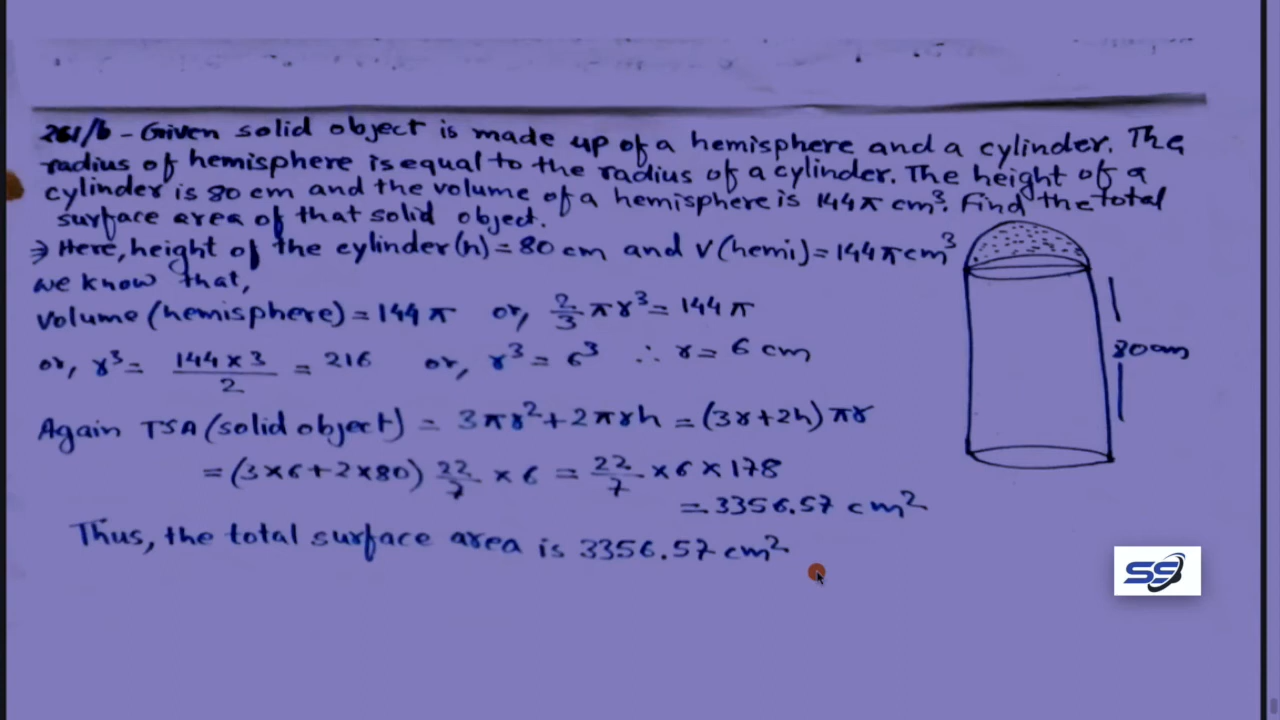 261/b - Given solid object is made up of a hemisphere and a cylinder. The
radius of hemisphere is equal to the radius of a cylinder. The height of a
cylinder is 80 cm and the volume of a hemisphere is 144π cm³. Find the total
surface area of that solid object.
⇒ Here, height of the cylinder (h) = 80 cm and V (hemi) = 144π cm³
we know that,
Volume (hemisphere) = 144 π or, 2/3 πr³ = 144 π
or, r³ = 144 × 3 / 2 = 216 or, r³ = 6³ ∴ r = 6 cm
80 cm
Again TSA (solid object) = 3πr² + 2πrh = (3r + 2h) πr
= (3×6 + 2×80) 22/7 × 6 = 22/7 × 6 × 178
= 3356.57 cm²
Thus, the total surface area is 3356.57 cm²
SS